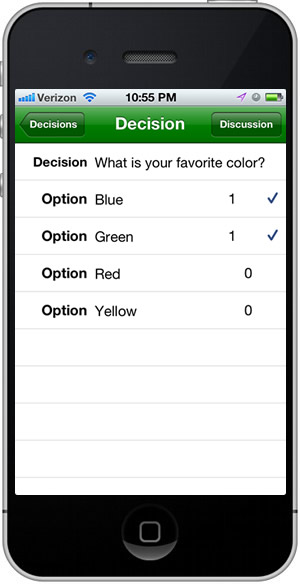 Verizon 10:55 PM
Decisions Decision Discussion
Decision What is your favorite color?
Option Blue 1
Option Green 1
Option Red 0
Option Yellow 0